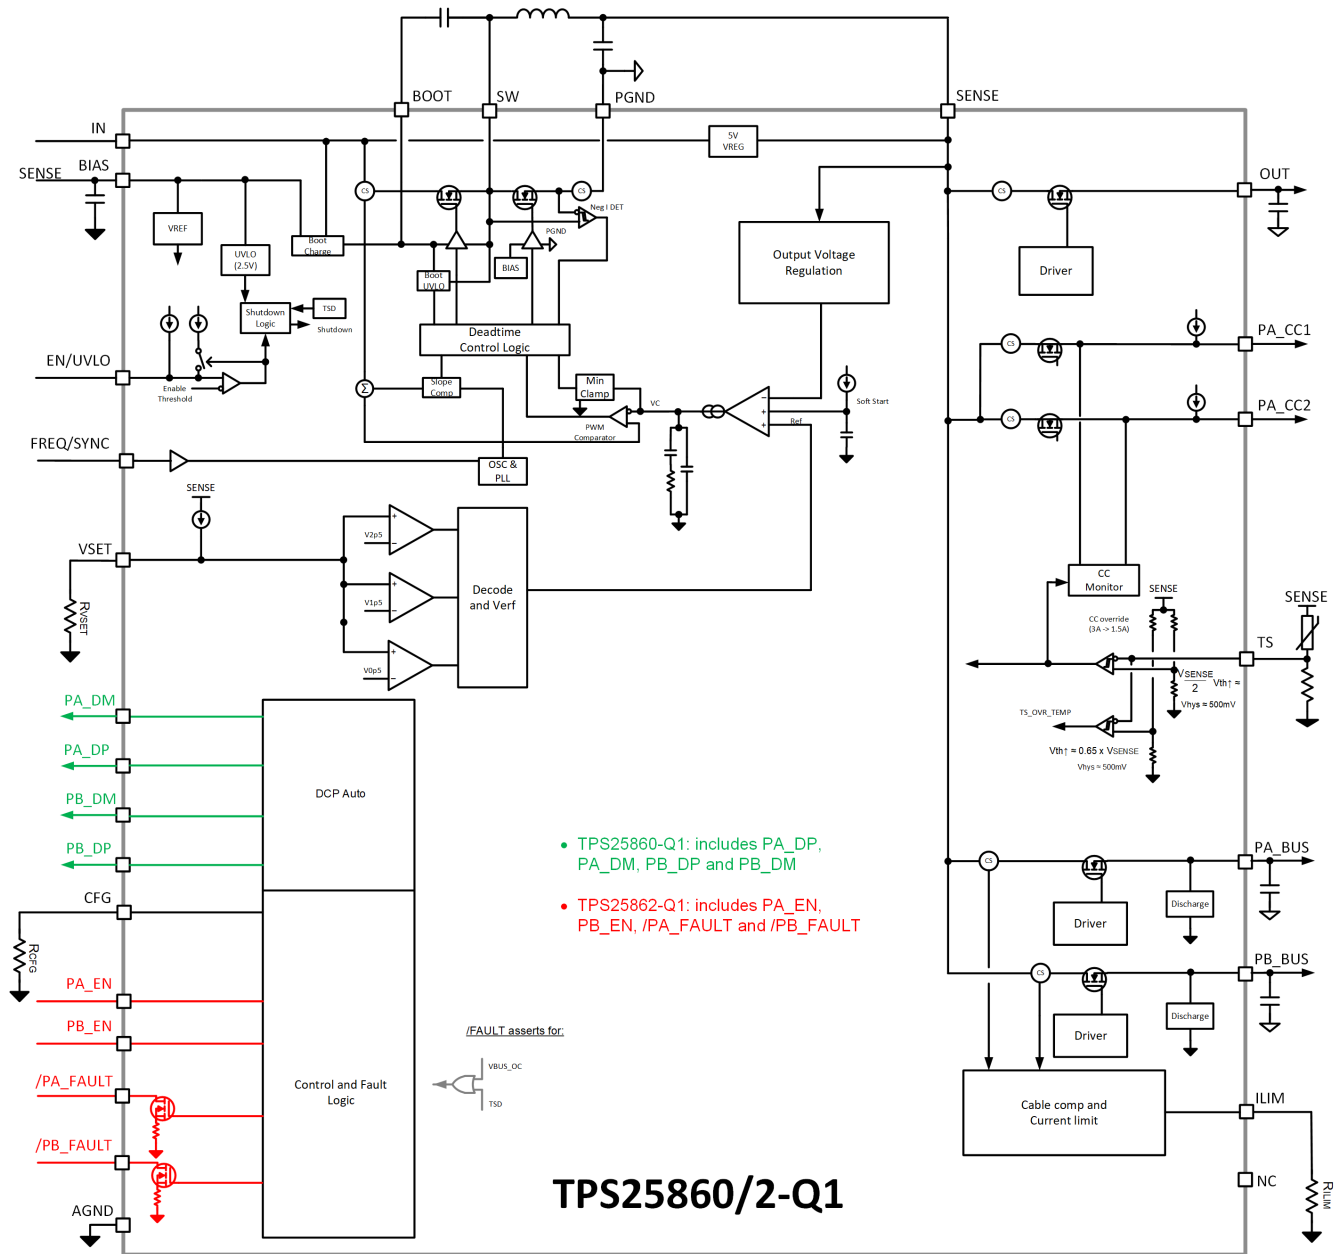 BOOT
SW
PGND
SENSE
IN
5V
VREG
SENSE
BIAS
OUT
CS
CS
CS
Neg I DET
VREF
PGND
UVLO
(2.5V)
Boot
Charge
Output Voltage
Regulation
BIAS
Boot
UVLO
Driver
Shutdown
Logic
TSD
Shutdown
Deadtime
Control Logic
PA_CC1
CS
EN/UVLO
Enable
Threshold
Σ
Slope
Comp
Min
Clamp
VC
Soft Start
PA_CC2
CS
Ref
PWM
Comparator
FREQ/SYNC
OSC &
PLL
SENSE
VSET
V2p5
RVSET
V1p5
Decode
and Verf
V0p5
CC
Monitor
SENSE
SENSE
CC override
(3A -> 1.5A)
TS
VSENSE
2
Vth↑ ≈
Vhys ≈ 500mV
TS_OVR_TEMP
Vth↑ ≈ 0.65 x VSENSE
Vhys ≈ 500mV
PA_DM
PA_DP
PB_DM
PB_DP
DCP Auto
• TPS25860-Q1: includes PA_DP,
PA_DM, PB_DP and PB_DM
• TPS25862-Q1: includes PA_EN,
PB_EN, /PA_FAULT and /PB_FAULT
CS
PA_BUS
Driver
Discharge
CFG
RCFG
CS
PB_BUS
Driver
Discharge
PA_EN
PB_EN
/PA_FAULT
/PB_FAULT
AGND
Control and Fault
Logic
/FAULT asserts for:
VBUS_OC
TSD
Cable comp and
Current limit
ILIM
NC
RILIM
TPS25860/2-Q1